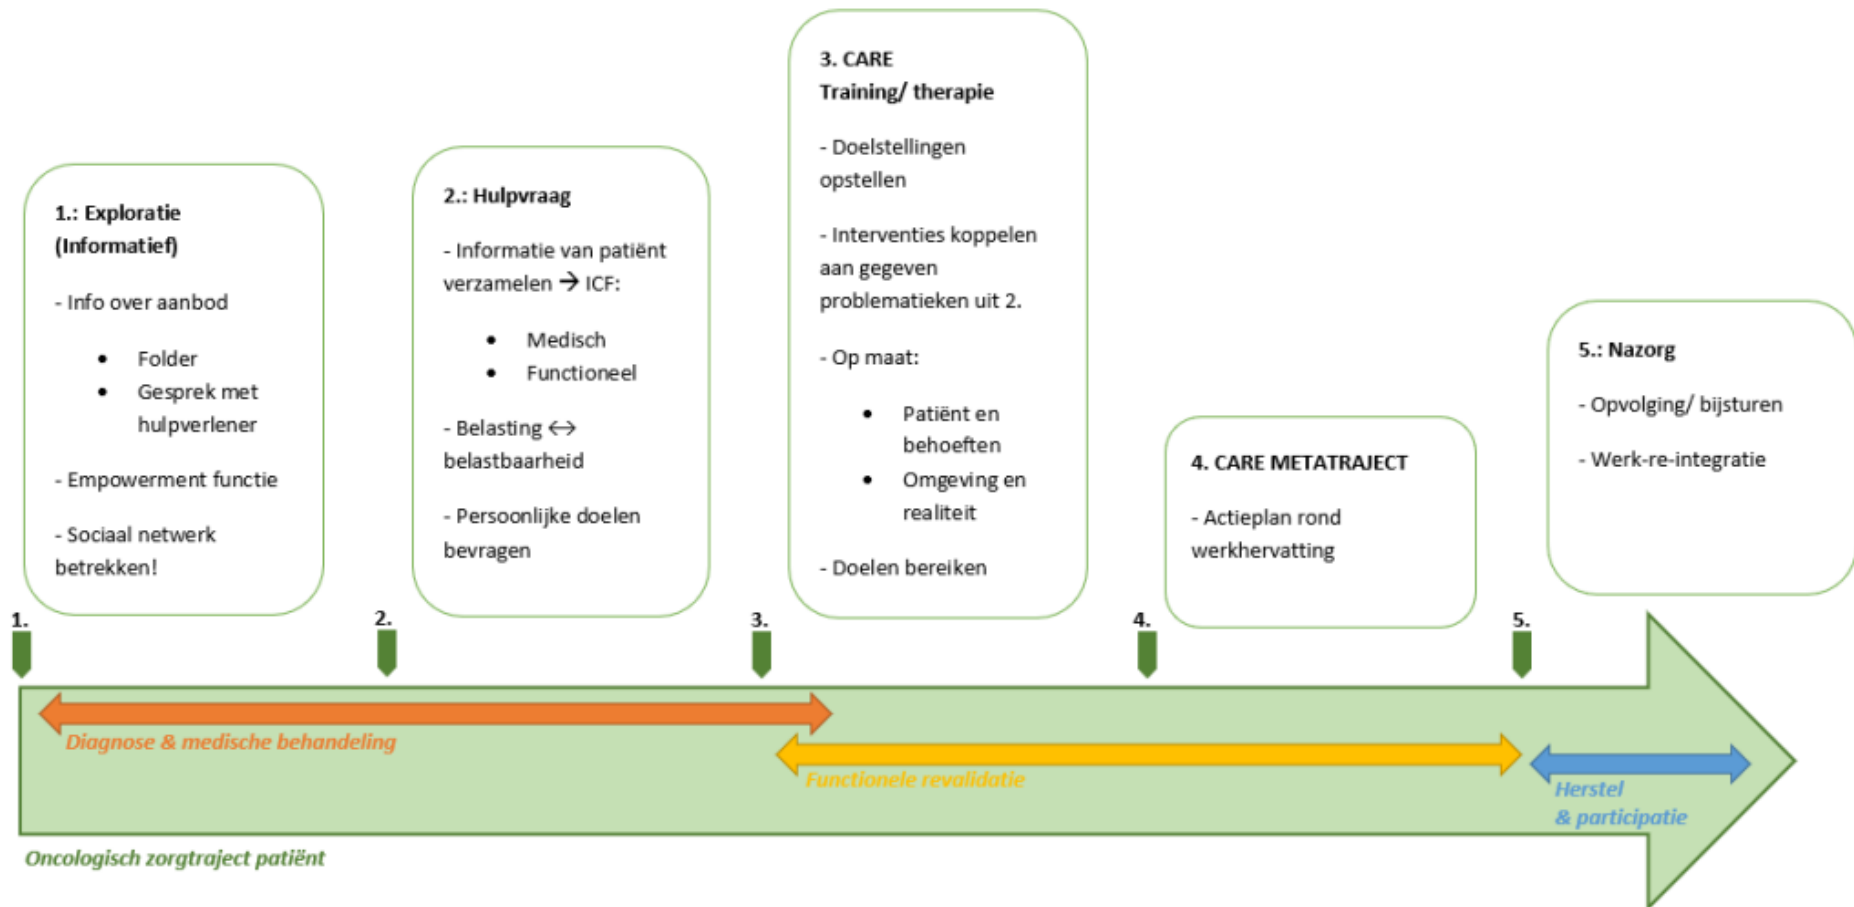 1.: Exploratie
(Informatief)
- Info over aanbod
• Folder
• Gesprek met
hulpverlener
- Empowerment functie
- Sociaal netwerk
betrekken!
2.: Hulpvraag
- Informatie van patiënt
verzamelen → ICF:
• Medisch
• Functioneel
- Belasting ↔
belastbaarheid
- Persoonlijke doelen
bevragen
3. CARE
Training/ therapie
- Doelstellingen
opstellen
- Interventies koppelen
aan gegeven
problematieken uit 2.
- Op maat:
• Patiënt en
behoeften
• Omgeving en
realiteit
- Doelen bereiken
4. CARE METATRAJECT
- Actieplan rond
werkhervatting
5.: Nazorg
- Opvolging/ bijsturen
- Werk-re-integratie
1.
2.
3.
4.
5.
Diagnose & medische behandeling
Functionele revalidatie
Herstel
& participatie
Oncologisch zorgtraject patiënt